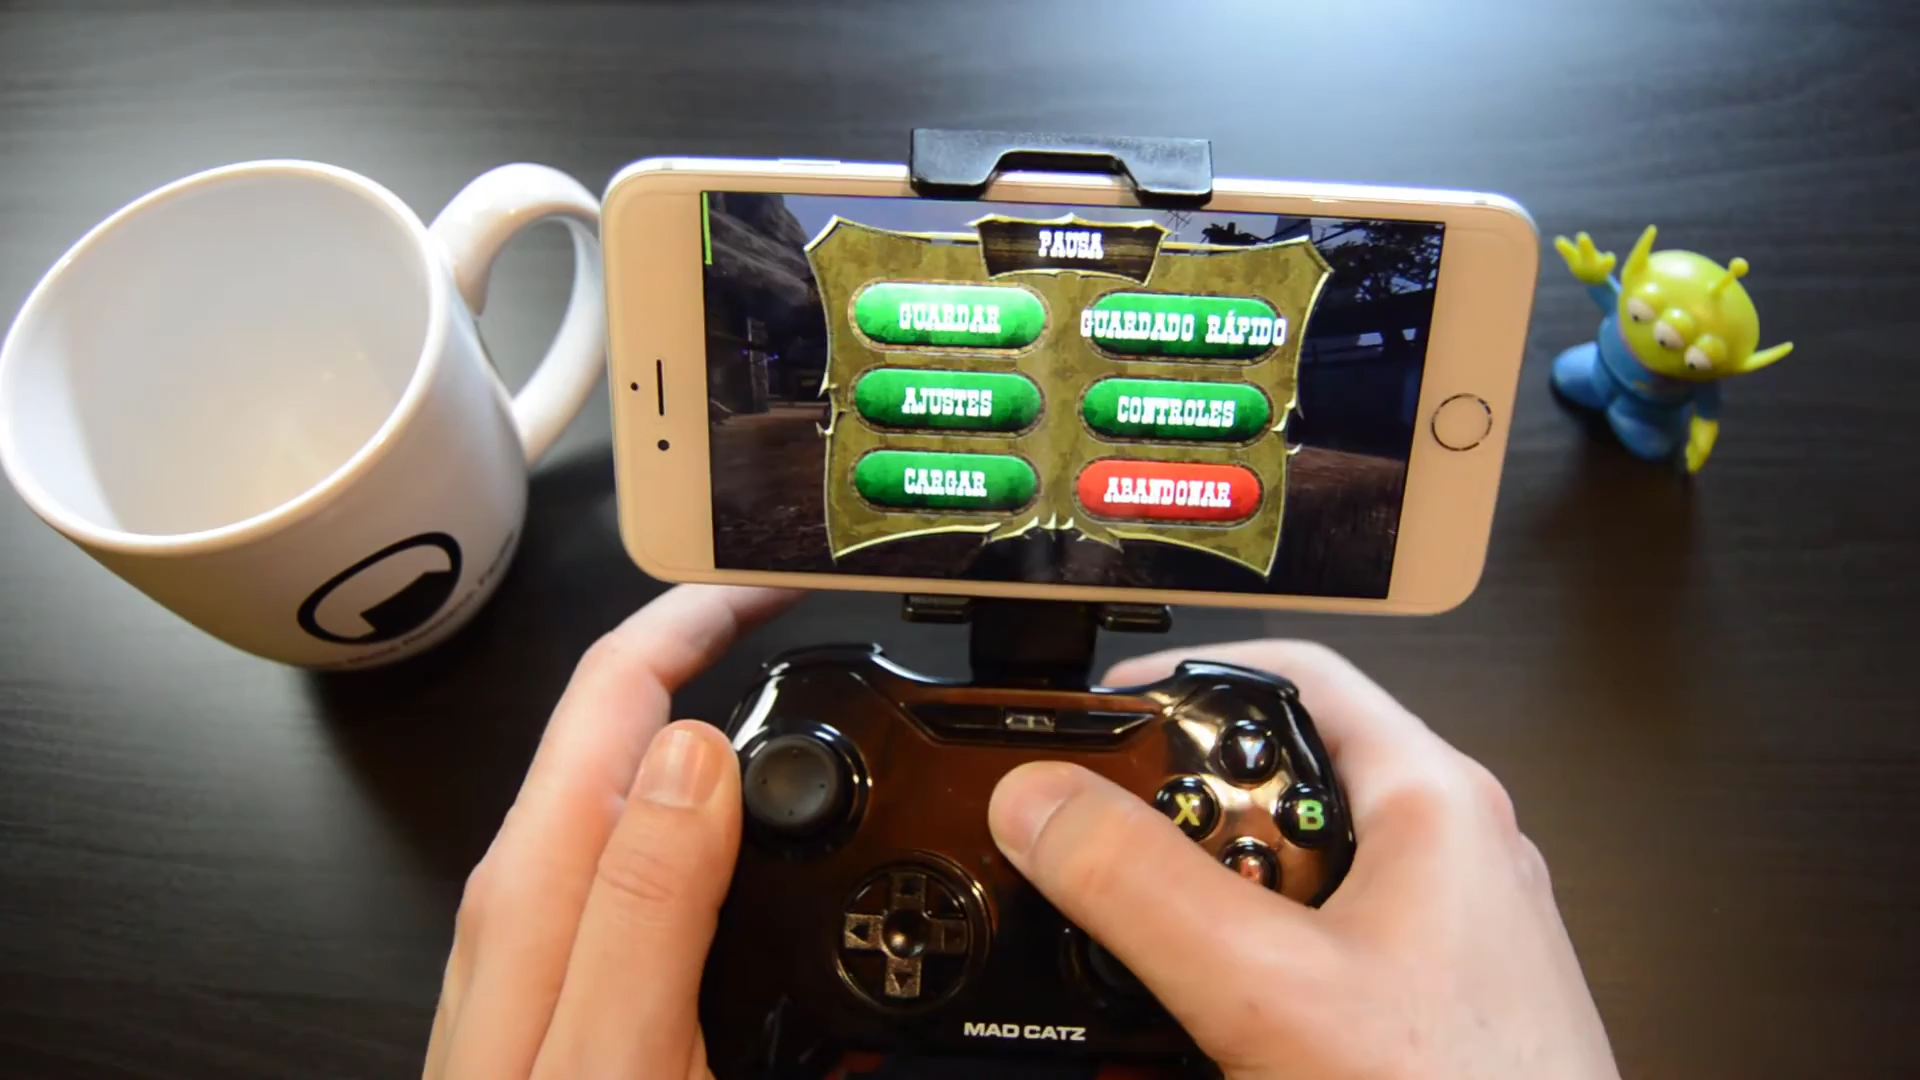 PAUSA
GUARDAR
GUARDADO RÁPIDO
AJUSTES
CONTROLES
CARGAR
ABANDONAR
Y
X
B
A
MAD CATZ